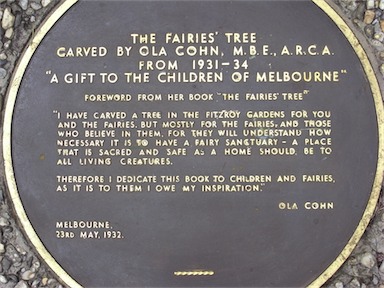 THE FAIRIES' TREE
CARVED BY OLA COHN, M.B.E., A.R.C.A.
FROM 1931-34
"A GIFT TO THE CHILDREN OF MELBOURNE"
FOREWORD FROM HER BOOK "THE FAIRIES' TREE"
"I HAVE CARVED A TREE IN THE FITZROY GARDENS FOR YOU
AND THE FAIRIES, BUT MOSTLY FOR THE FAIRIES, AND THOSE
WHO BELIEVE IN THEM, FOR THEY WILL UNDERSTAND HOW
NECESSARY IT IS TO HAVE A FAIRY SANCTUARY - A PLACE
THAT IS SACRED AND SAFE AS A HOME SHOULD, BE TO
ALL LIVING CREATURES.
THEREFORE I DEDICATE THIS BOOK TO CHILDREN AND FAIRIES,
AS IT IS TO THEM I OWE MY INSPIRATION."
OLA COHN
MELBOURNE,
23RD MAY, 1932.